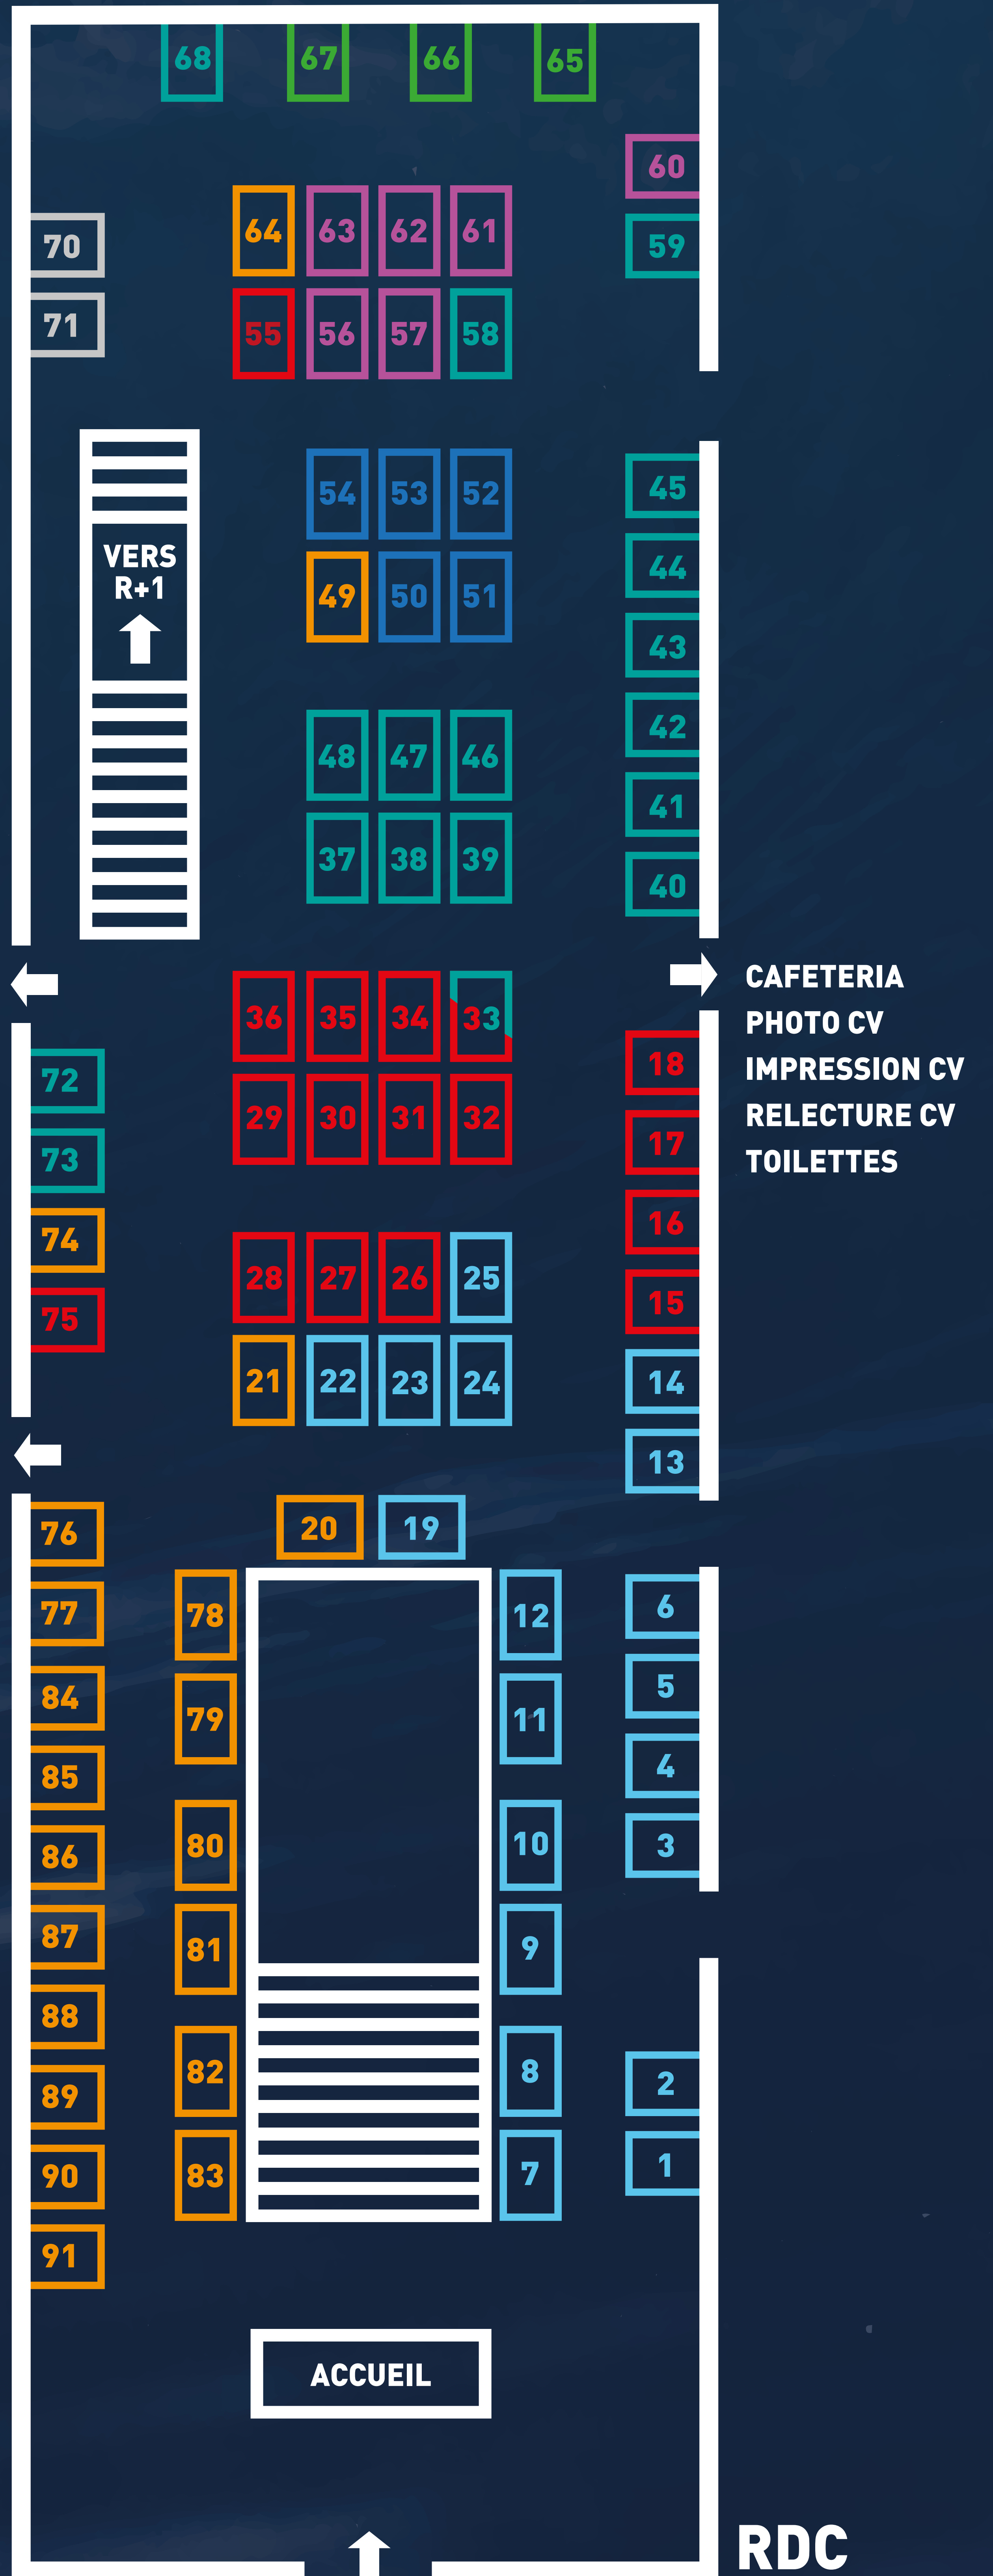 68 67 66 65
60
64 63 62 61
70 59
71 55 56 57 58
54 53 52 45
VERS
R+1
44
49 50 51
43
42
48 47 46
41
37 38 39
40
CAFETERIA
PHOTO CV
IMPRESSION CV
RELECTURE CV
TOILETTES
36 35 34 33
18
72
29 30 31 32
17
73
16
74
28 27 26 25
15
75
21 22 23 24
14
13
20 19
76
77 78 12 6
84 79 11 5
85 4
86 80 10 3
87 81 9
88
89 82 8 2
90 83 7 1
91
ACCUEIL
RDC